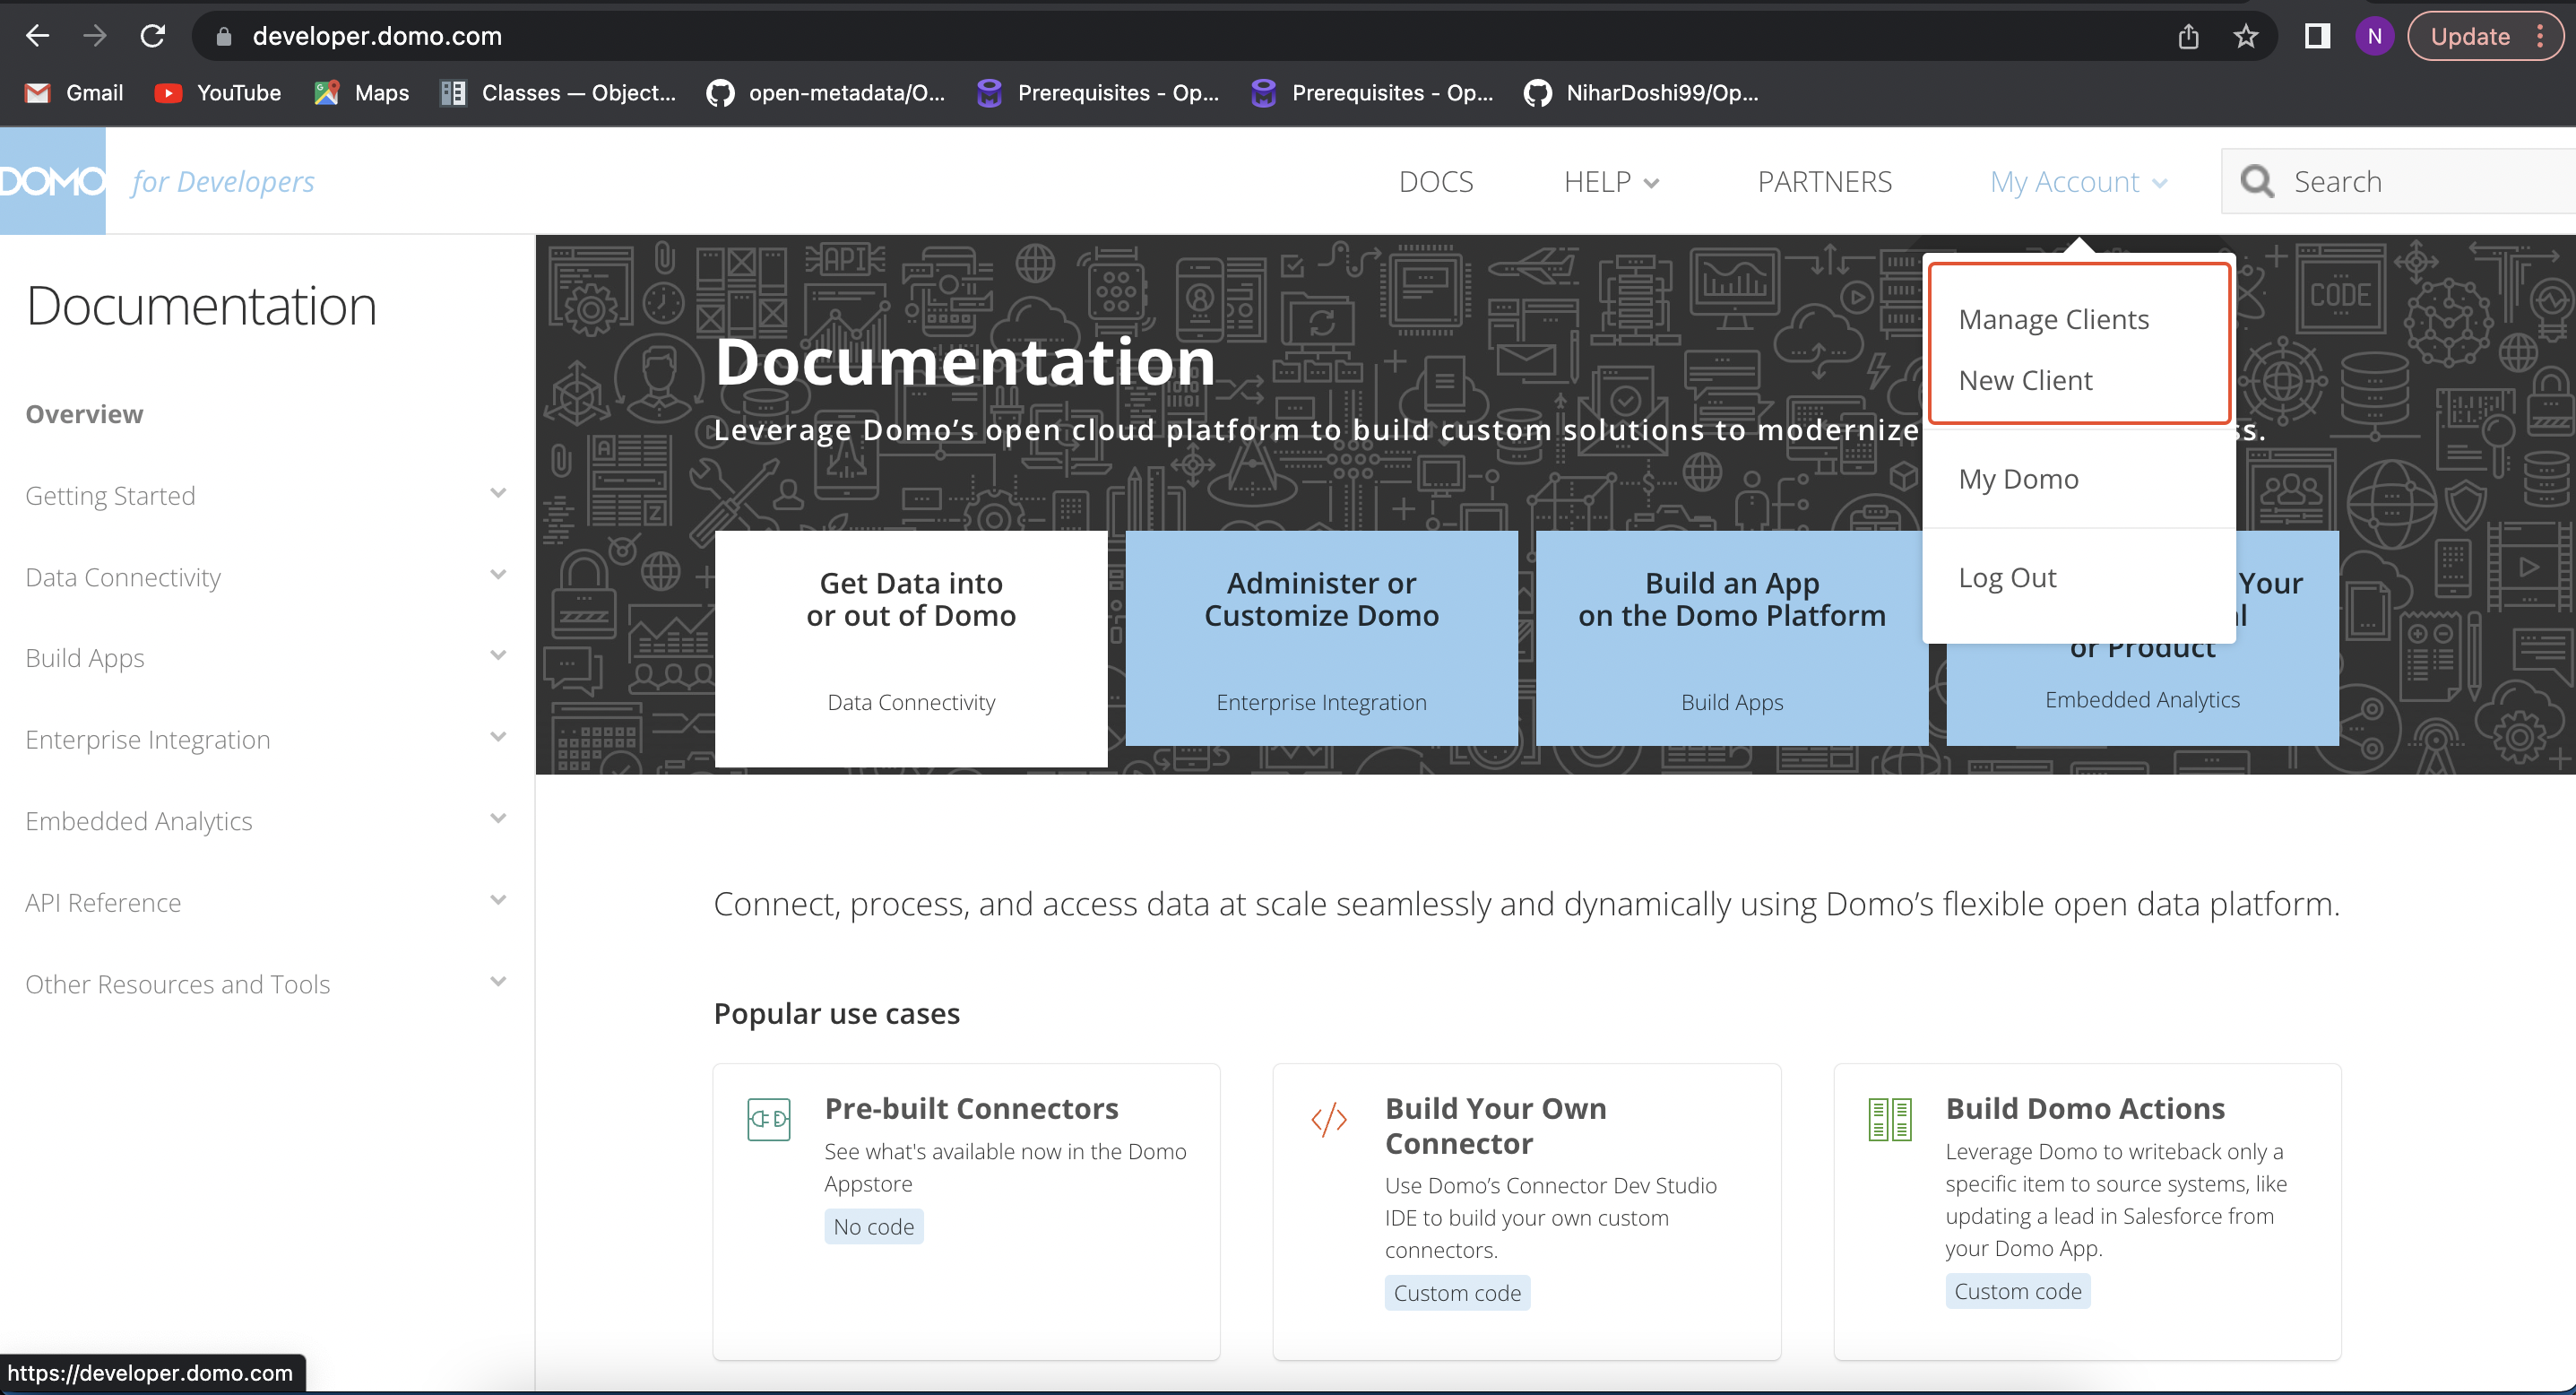 developer.domo.com
N
Update
Gmail
YouTube
Maps
Classes — Object...
open-metadata/O...
Prerequisites - Op...
Prerequisites - Op...
NiharDoshi99/Op...
DOMO
for Developers
DOCS
HELP
PARTNERS
My Account
Search
Manage Clients
New Client
My Domo
Log Out
Documentation
Overview
Getting Started
Data Connectivity
Build Apps
Enterprise Integration
Embedded Analytics
API Reference
Other Resources and Tools
API
CODE
Documentation
Leverage Domo’s open cloud platform to build custom solutions to modernize
s.
Get Data into
or out of Domo
Data Connectivity
Administer or
Customize Domo
Enterprise Integration
Build an App
on the Domo Platform
Build Apps
Your
or Product
Embedded Analytics
Connect, process, and access data at scale seamlessly and dynamically using Domo’s flexible open data platform.
Popular use cases
Pre-built Connectors
See what's available now in the Domo
Appstore
No code
Build Your Own
Connector
Use Domo’s Connector Dev Studio
IDE to build your own custom
connectors.
Custom code
Build Domo Actions
Leverage Domo to writeback only a
specific item to source systems, like
updating a lead in Salesforce from
your Domo App.
Custom code
https://developer.domo.com